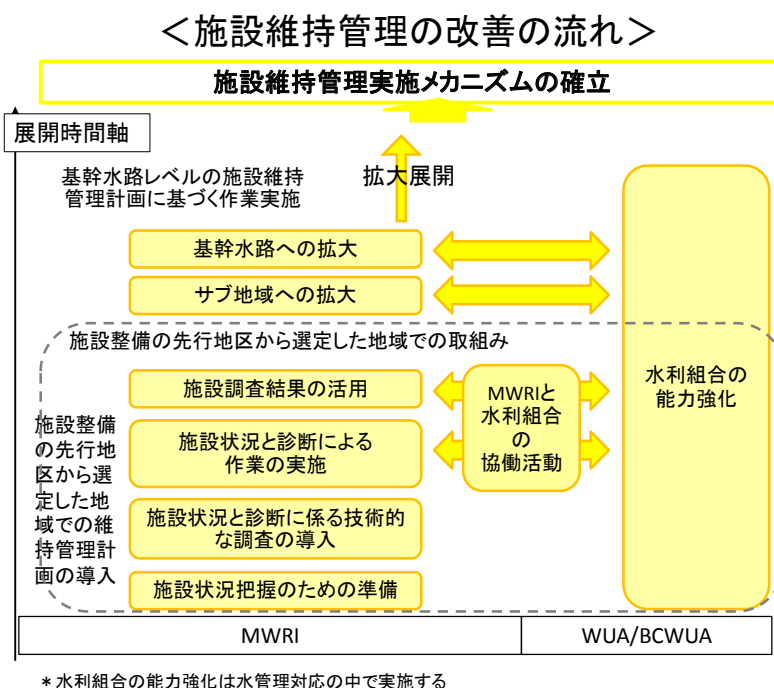 ＜施設維持管理の改善の流れ＞
施設維持管理実施メカニズムの確立
展開時間軸
基幹水路レベルの施設維持
管理計画に基づく作業実施
拡大展開
基幹水路への拡大
サブ地域への拡大
施設整備の先行地区から選定した地域での取組み
施設調査結果の活用
施設状況と診断による
作業の実施
施設状況と診断に係る技術的
な調査の導入
施設状況把握のための準備
施設整備
の先行地
区から選
定した地
域での維
持管理計
画の導入
MWRIと
水利組合
の
協働活動
水利組合の
能力強化
MWRI
WUA/BCWUA
＊水利組合の能力強化は水管理対応の中で実施する